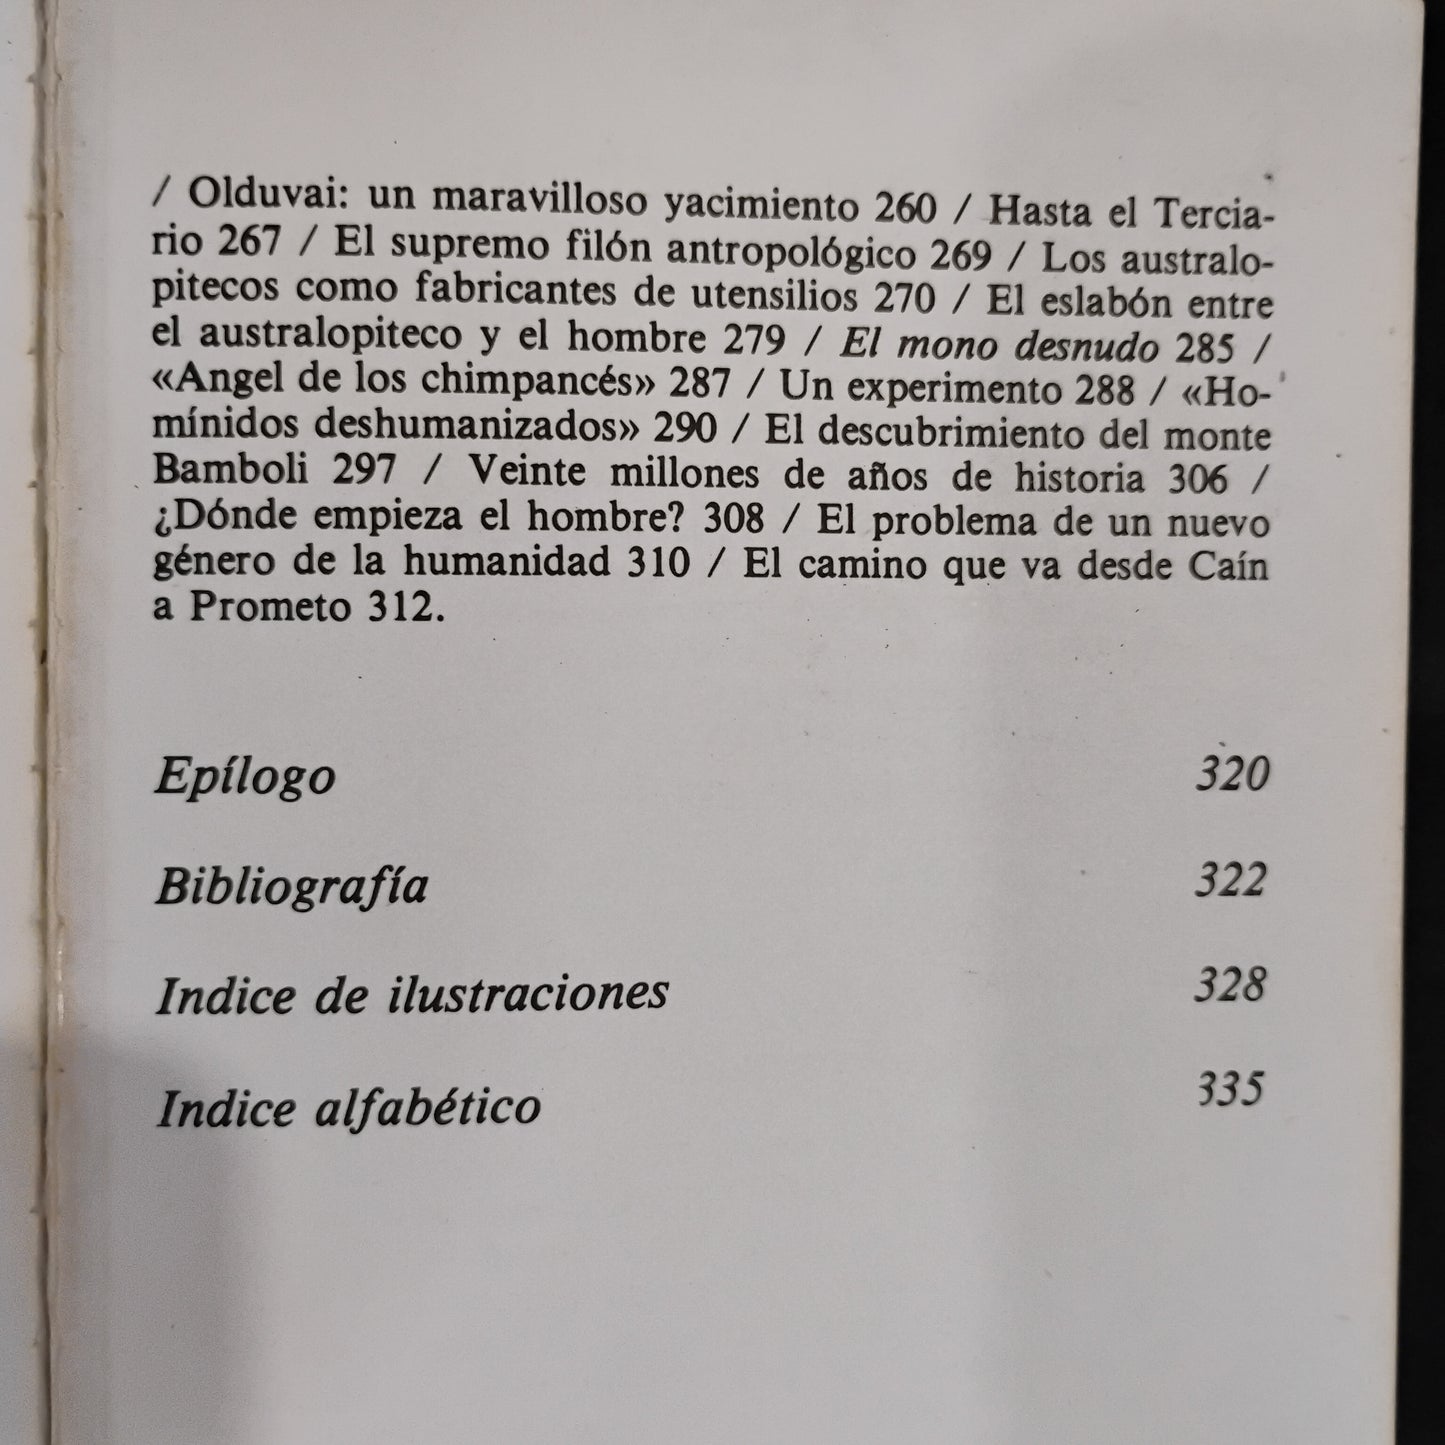 / Olduvai: un maravilloso yacimiento 260 / Hasta el Tercia-
rio 267 / El supremo filón antropológico 269 / Los australo-
pitecos como fabricantes de utensilios 270 / El eslabón entre
el australopiteco y el hombre 279 / El mono desnudo 285 /
«Angel de los chimpancés» 287 / Un experimento 288 / «Ho-
mínidos deshumanizados» 290 / El descubrimiento del monte
Bamboli 297 / Veinte millones de años de historia 306 /
¿Dónde empieza el hombre? 308 / El problema de un nuevo
género de la humanidad 310 / El camino que va desde Caín
a Prometo 312.
Epílogo 320
Bibliografía 322
Indice de ilustraciones 328
Indice alfabético 335